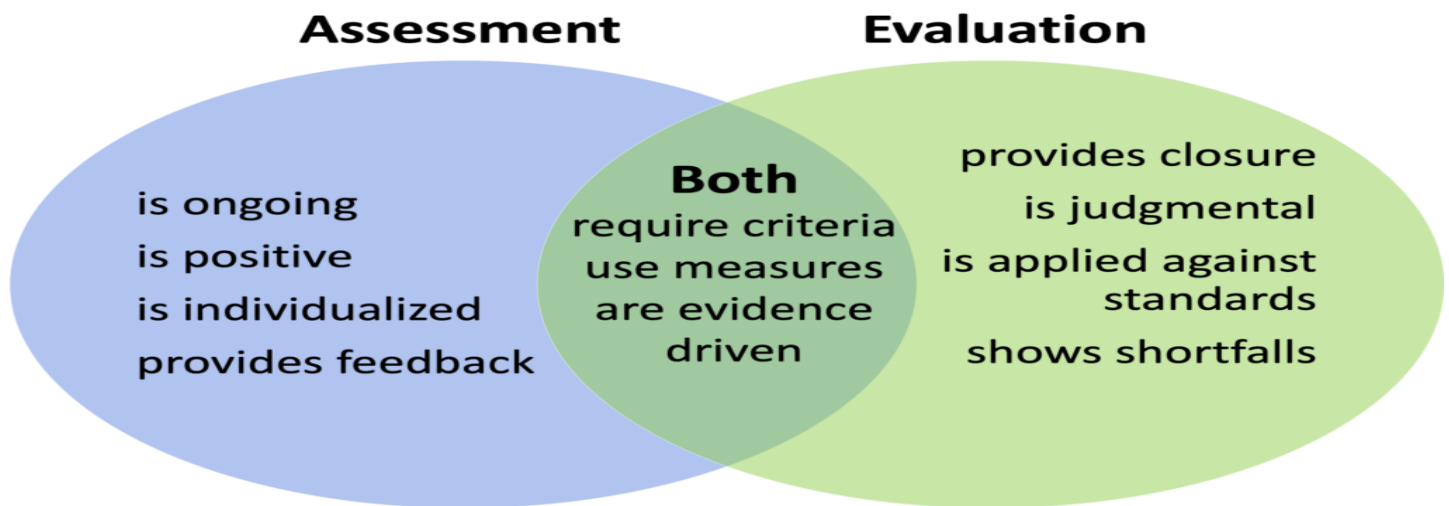 Assessment
Evaluation
is ongoing
is positive
is individualized
provides feedback
Both
require criteria
use measures
are evidence
driven
provides closure
is judgmental
is applied against
standards
shows shortfalls